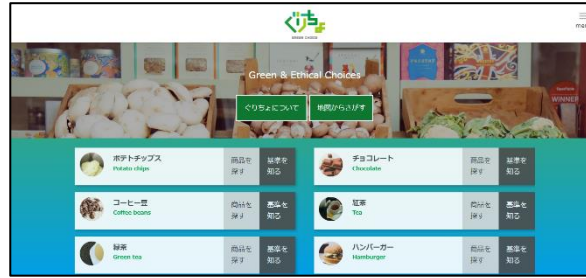 ぐりちょ
GREEN CHOICE
Green & Ethical Choices
ぐりちょについて
地図からさがす
WINNER
ポテトチップス
Potato chips
商品を
探す
基準を
知る
チョコレート
Chocolate
商品を
探す
基準を
知る
コーヒー豆
Coffee beans
商品を
探す
基準を
知る
紅茶
Tea
商品を
探す
基準を
知る
緑茶
Green tea
商品を
探す
基準を
知る
ハンバーガー
Hamburger
商品を
探す
基準を
知る